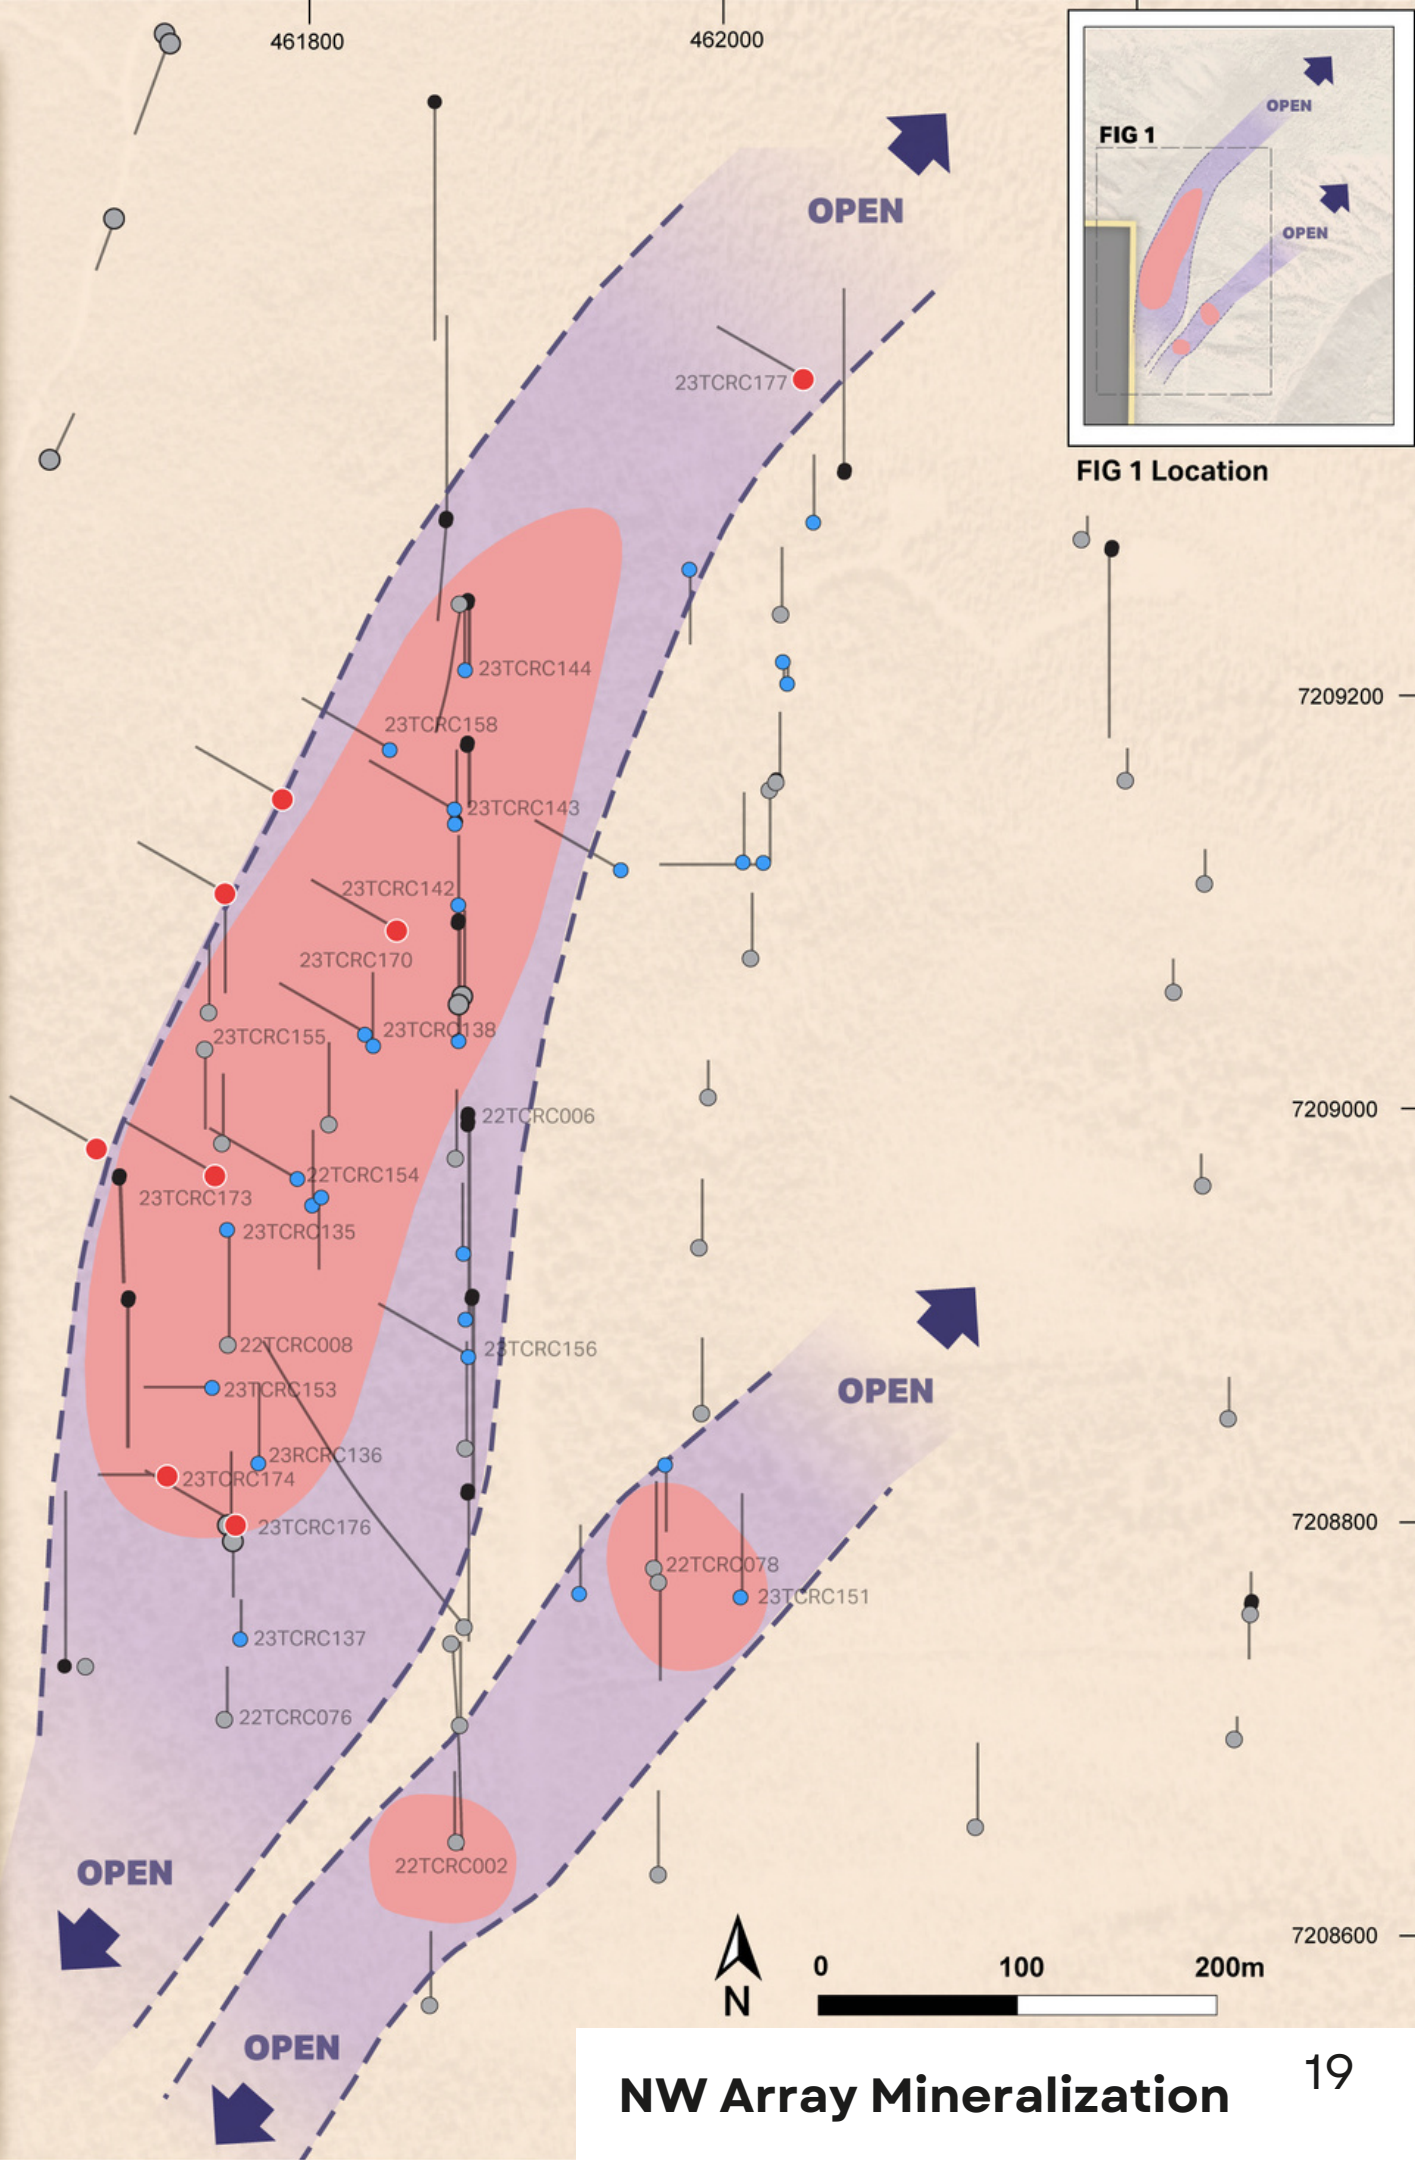 461800
462000
OPEN
FIG 1
OPEN
OPEN
FIG 1 Location
23TCRC177
23TCRC144
7209200
23TCRC158
23TCRC143
23TCRC142
23TCRC170
23TCRC138
23TCRC155
22TCRC006
7209000
22TCRC154
23TCRC173
23TCRC135
22TCRC008
23TCRC156
23TCRC153
OPEN
23RCRC136
23TCRC174
23TCRC176
7208800
22TCRC078
23TCRC151
23TCRC137
22TCRC076
22TCRC002
OPEN
7208600
0 100 200m
N
OPEN
NW Array Mineralization
19